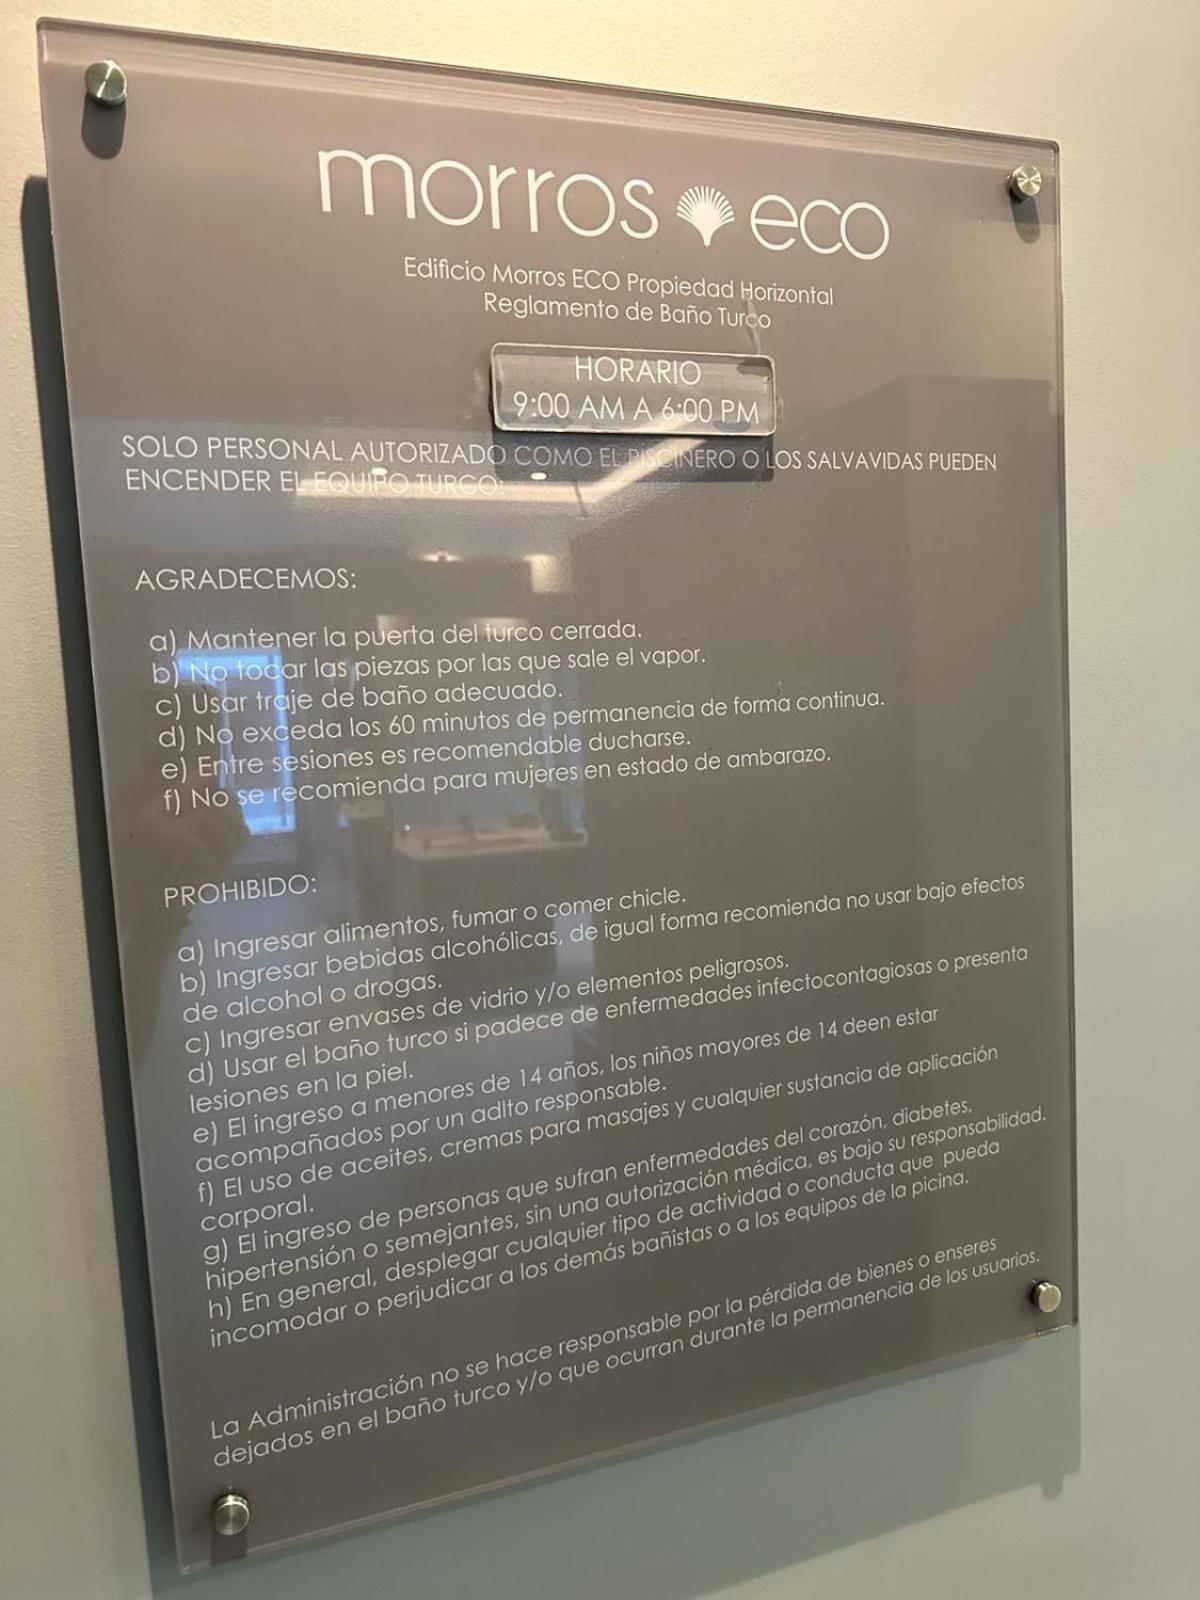 morros eco
Edificio Morros ECO Propiedad Horizontal
Reglamento de Baño Turco
HORARIO
9:00 AM A 6:00 PM
SOLO PERSONAL AUTORIZADO COMO EL PISCINERO O LOS SALVAVIDAS PUEDEN
ENCENDER EL EQUIPO TURCO:
AGRADECEMOS:
a) Mantener la puerta del turco cerrada.
b) No tocar las piezas por las que sale el vapor.
c) Usar traje de baño adecuado.
d) No exceda los 60 minutos de permanencia de forma continua.
e) Entre sesiones es recomendable ducharse.
f) No se recomienda para mujeres en estado de ambarazo.
PROHIBIDO:
a) Ingresar alimentos, fumar o comer chicle.
b) Ingresar bebidas alcohólicas, de igual forma recomienda no usar bajo efectos
de alcohol o drogas.
c) Ingresar envases de vidrio y/o elementos peligrosos.
d) Usar el baño turco si padece de enfermedades infectocontagiosas o presenta
lesiones en la piel.
e) El ingreso a menores de 14 años, los niños mayores de 14 deen estar
acompañados por un adlto responsable.
f) El uso de aceites, cremas para masajes y cualquier sustancia de aplicación
corporal.
g) El ingreso de personas que sufran enfermedades del corazón, diabetes,
hipertensión o semejantes, sin una autorización médica, es bajo su responsabilidad.
h) En general, desplegar cualquier tipo de actividad o conducta que pueda
incomodar o perjudicar a los demás bañistas o a los equipos de la picina.
La Administración no se hace responsable por la pérdida de bienes o enseres
dejados en el baño turco y/o que ocurran durante la permanencia de los usuarios.